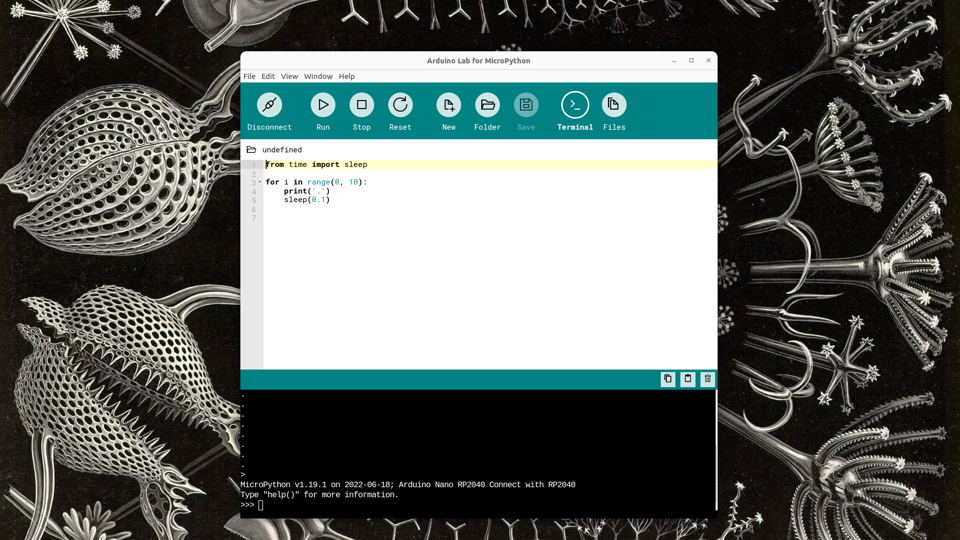 Arduino Lab for MicroPython
File Edit View Window Help
Disconnect Run Stop Reset New Folder Save Terminal Files
undefined
1 from time import sleep
2
3 for i in range(0, 10):
4     print('.')
5     sleep(0.1)
6
7
.
.
.
.
.
.
.
.
>
MicroPython v1.19.1 on 2022-06-18; Arduino Nano RP2040 Connect with RP2040
Type "help()" for more information.
>>>